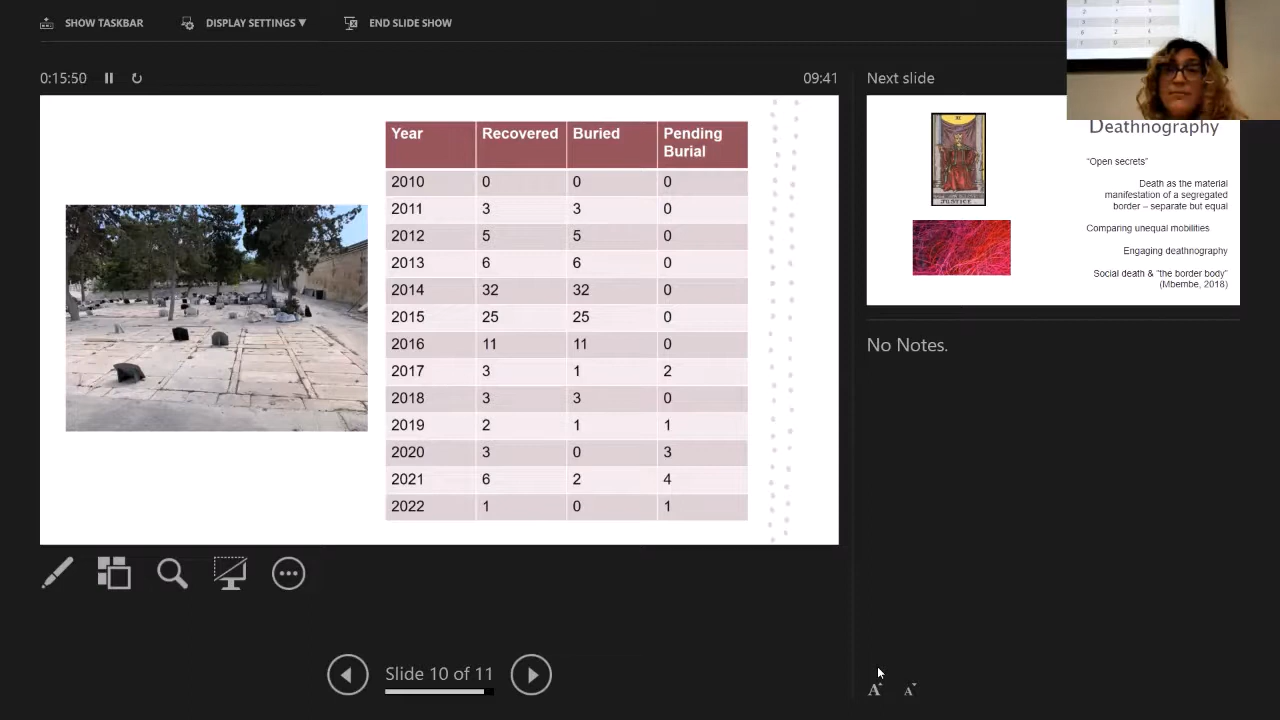 SHOW TASKBAR
DISPLAY SETTINGS ▼
END SLIDE SHOW
0:15:50
09:41
Next slide
Year Recovered Buried Pending Burial
2010 0 0 0
2011 3 3 0
2012 5 5 0
2013 6 6 0
2014 32 32 0
2015 25 25 0
2016 11 11 0
2017 3 1 2
2018 3 3 0
2019 2 1 1
2020 3 0 3
2021 6 2 4
2022 1 0 1
JUSTICE
Deathnography
“Open secrets”
Death as the material
manifestation of a segregated
border – separate but equal
Comparing unequal mobilities
Engaging deathnography
Social death & “the border body”
(Mbembe, 2018)
No Notes.
Slide 10 of 11
A A